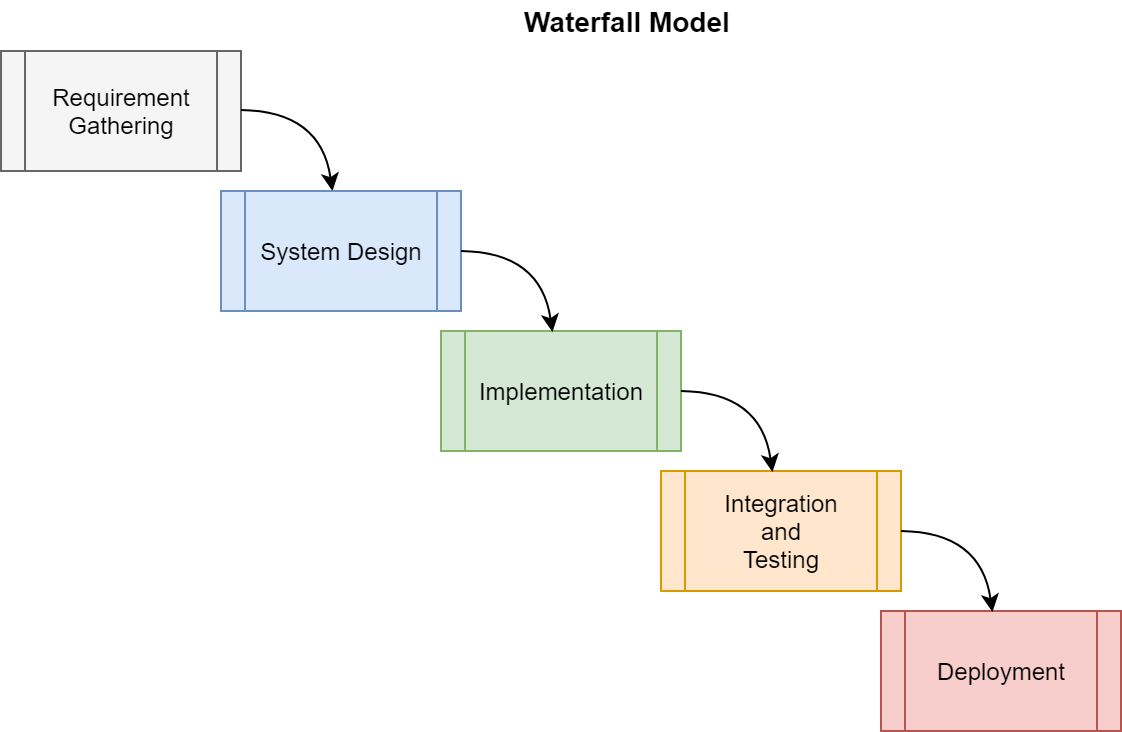 Waterfall Model
Requirement
Gathering
System Design
Implementation
Integration
and
Testing
Deployment